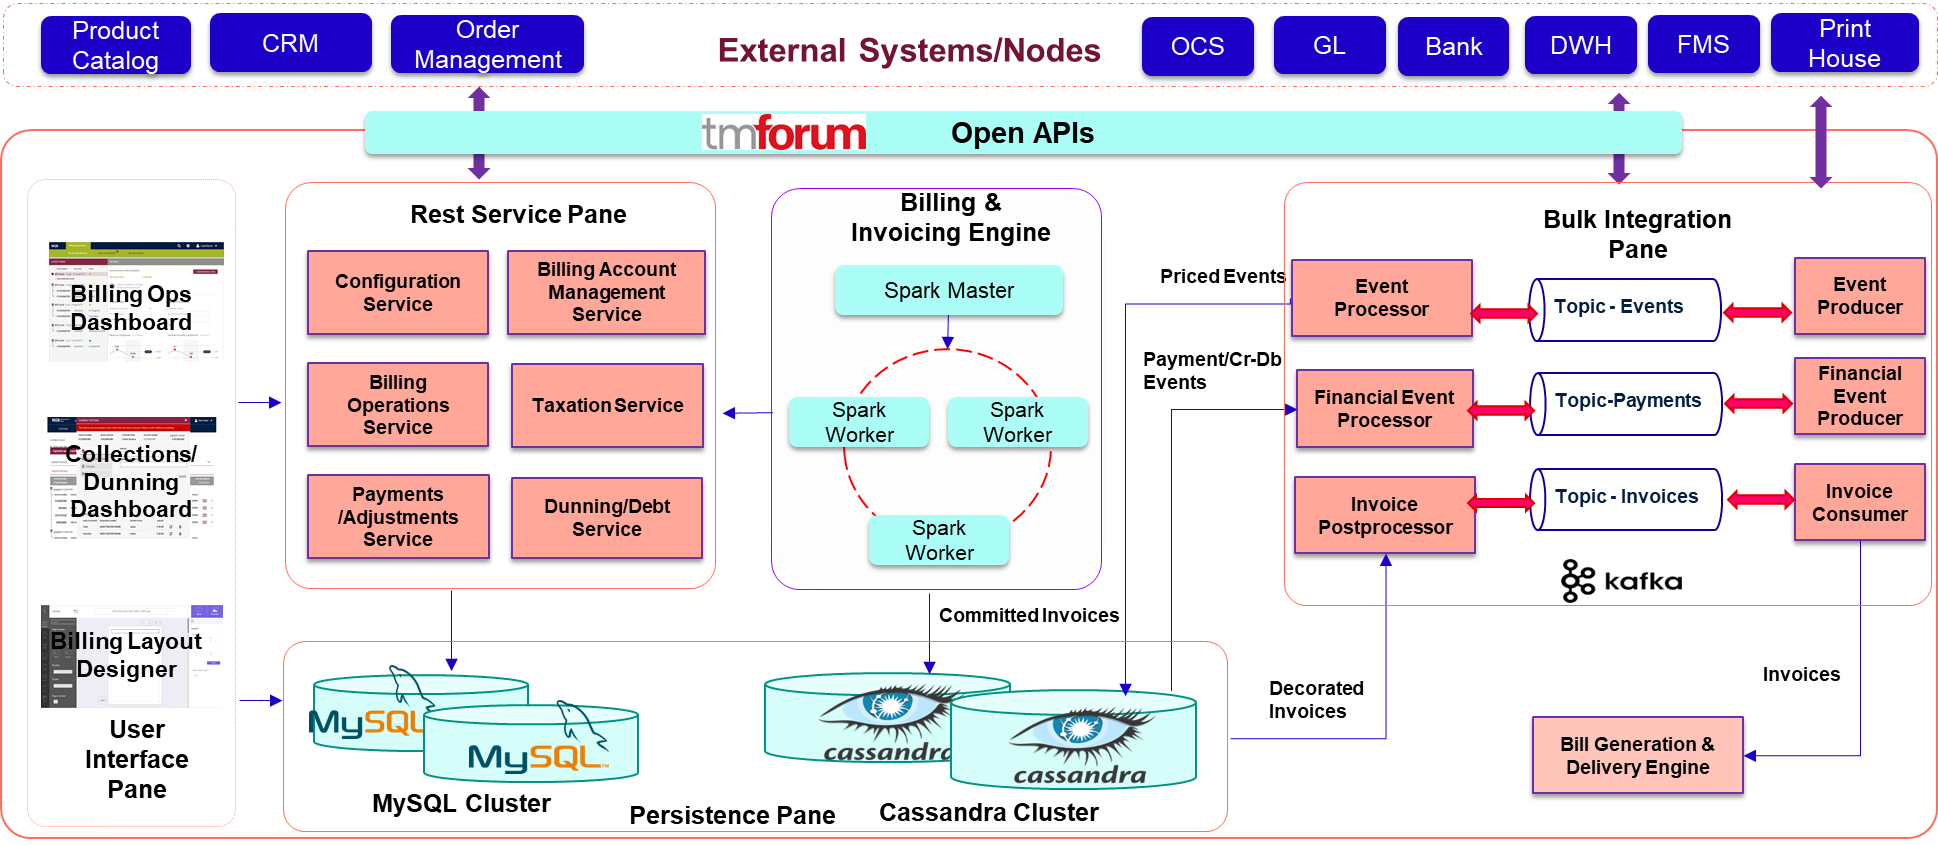 Product
Catalog
CRM
Order
Management
External Systems/Nodes
OCS
GL
Bank
DWH
FMS
Print
House
tmforum
Open APIs
Billing Ops
Dashboard
Collections/
Dunning
Dashboard
Billing Layout
Designer
User
Interface
Pane
Rest Service Pane
Configuration
Service
Billing Account
Management
Service
Billing
Operations
Service
Taxation Service
Payments
/Adjustments
Service
Dunning/Debt
Service
Billing &
Invoicing Engine
Spark Master
Spark
Worker
Spark
Worker
Spark
Worker
Priced Events
Payment/Cr-Db
Events
Committed Invoices
Decorated
Invoices
Bulk Integration
Pane
Event
Processor
Topic - Events
Event
Producer
Financial Event
Processor
Topic-Payments
Financial
Event
Producer
Invoice
Postprocessor
Topic - Invoices
Invoice
Consumer
kafka
Invoices
Bill Generation &
Delivery Engine
MySQL
MySQL
TM
MySQL Cluster
Persistence Pane
cassandra
cassandra
Cassandra Cluster